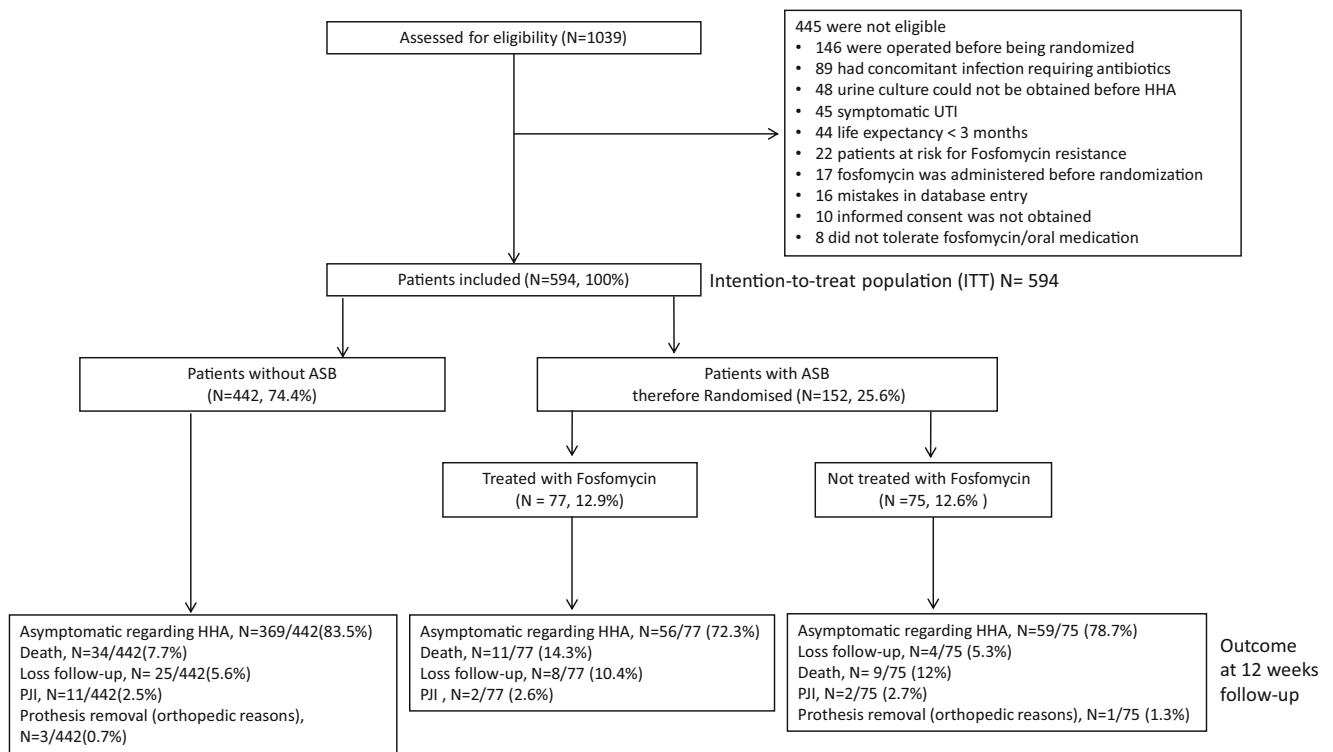 Assessed for eligibility (N=1039)
445 were not eligible
• 146 were operated before being randomized
• 89 had concomitant infection requiring antibiotics
• 48 urine culture could not be obtained before HHA
• 45 symptomatic UTI
• 44 life expectancy < 3 months
• 22 patients at risk for Fosfomycin resistance
• 17 fosfomycin was administered before randomization
• 16 mistakes in database entry
• 10 informed consent was not obtained
• 8 did not tolerate fosfomycin/oral medication
Patients included (N=594, 100%)
Intention-to-treat population (ITT) N= 594
Patients without ASB
(N=442, 74.4%)
Patients with ASB
therefore Randomised (N=152, 25.6%)
Treated with Fosfomycin
(N = 77, 12.9%)
Not treated with Fosfomycin
(N =75, 12.6% )
Asymptomatic regarding HHA, N=369/442(83.5%)
Death, N=34/442(7.7%)
Loss follow-up, N= 25/442(5.6%)
PJI, N=11/442(2.5%)
Prothesis removal (orthopedic reasons),
N=3/442(0.7%)
Asymptomatic regarding HHA, N=56/77 (72.3%)
Death, N=11/77 (14.3%)
Loss follow-up, N=8/77 (10.4%)
PJI , N=2/77 (2.6%)
Asymptomatic regarding HHA, N=59/75 (78.7%)
Loss follow-up, N=4/75 (5.3%)
Death, N= 9/75 (12%)
PJI, N=2/75 (2.7%)
Prothesis removal (orthopedic reasons), N=1/75 (1.3%)
Outcome
at 12 weeks
follow-up